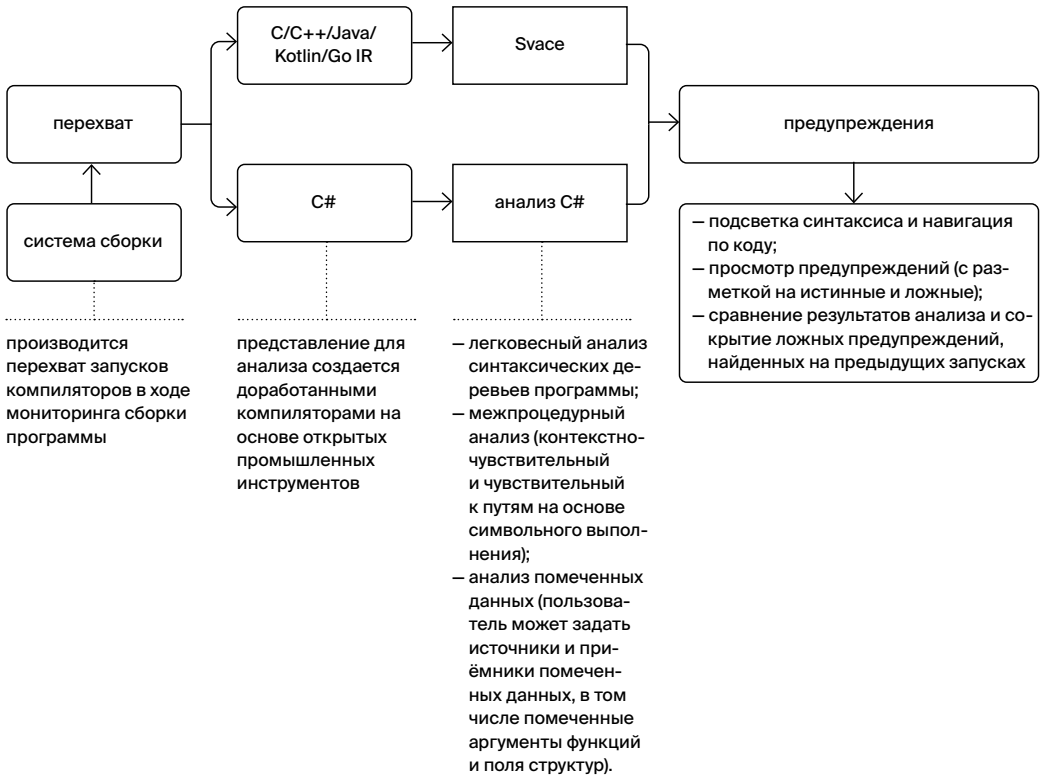 C/C++/Java/
Kotlin/Go IR
Svace
перехват
предупреждения
система сборки
C#
анализ C#
— подсветка синтаксиса и навигация
по коду;
— просмотр предупреждений (с раз-
меткой на истинные и ложные);
— сравнение результатов анализа и со-
крытие ложных предупреждений,
найденных на предыдущих запусках
производится
перехват запусков
компиляторов в ходе
мониторинга сборки
программы
представление для
анализа создается
доработанными
компиляторами на
основе открытых
промышленных
инструментов
— легковесный анализ
синтаксических де-
ревьев программы;
— межпроцедурный
анализ (контекстно-
чувствительный
и чувствительный
к путям на основе
символьного выпол-
нения);
— анализ помеченных
данных (пользова-
тель может задать
источники и при-
ёмники помечен-
ных данных, в том
числе помеченные
аргументы функций
и поля структур).